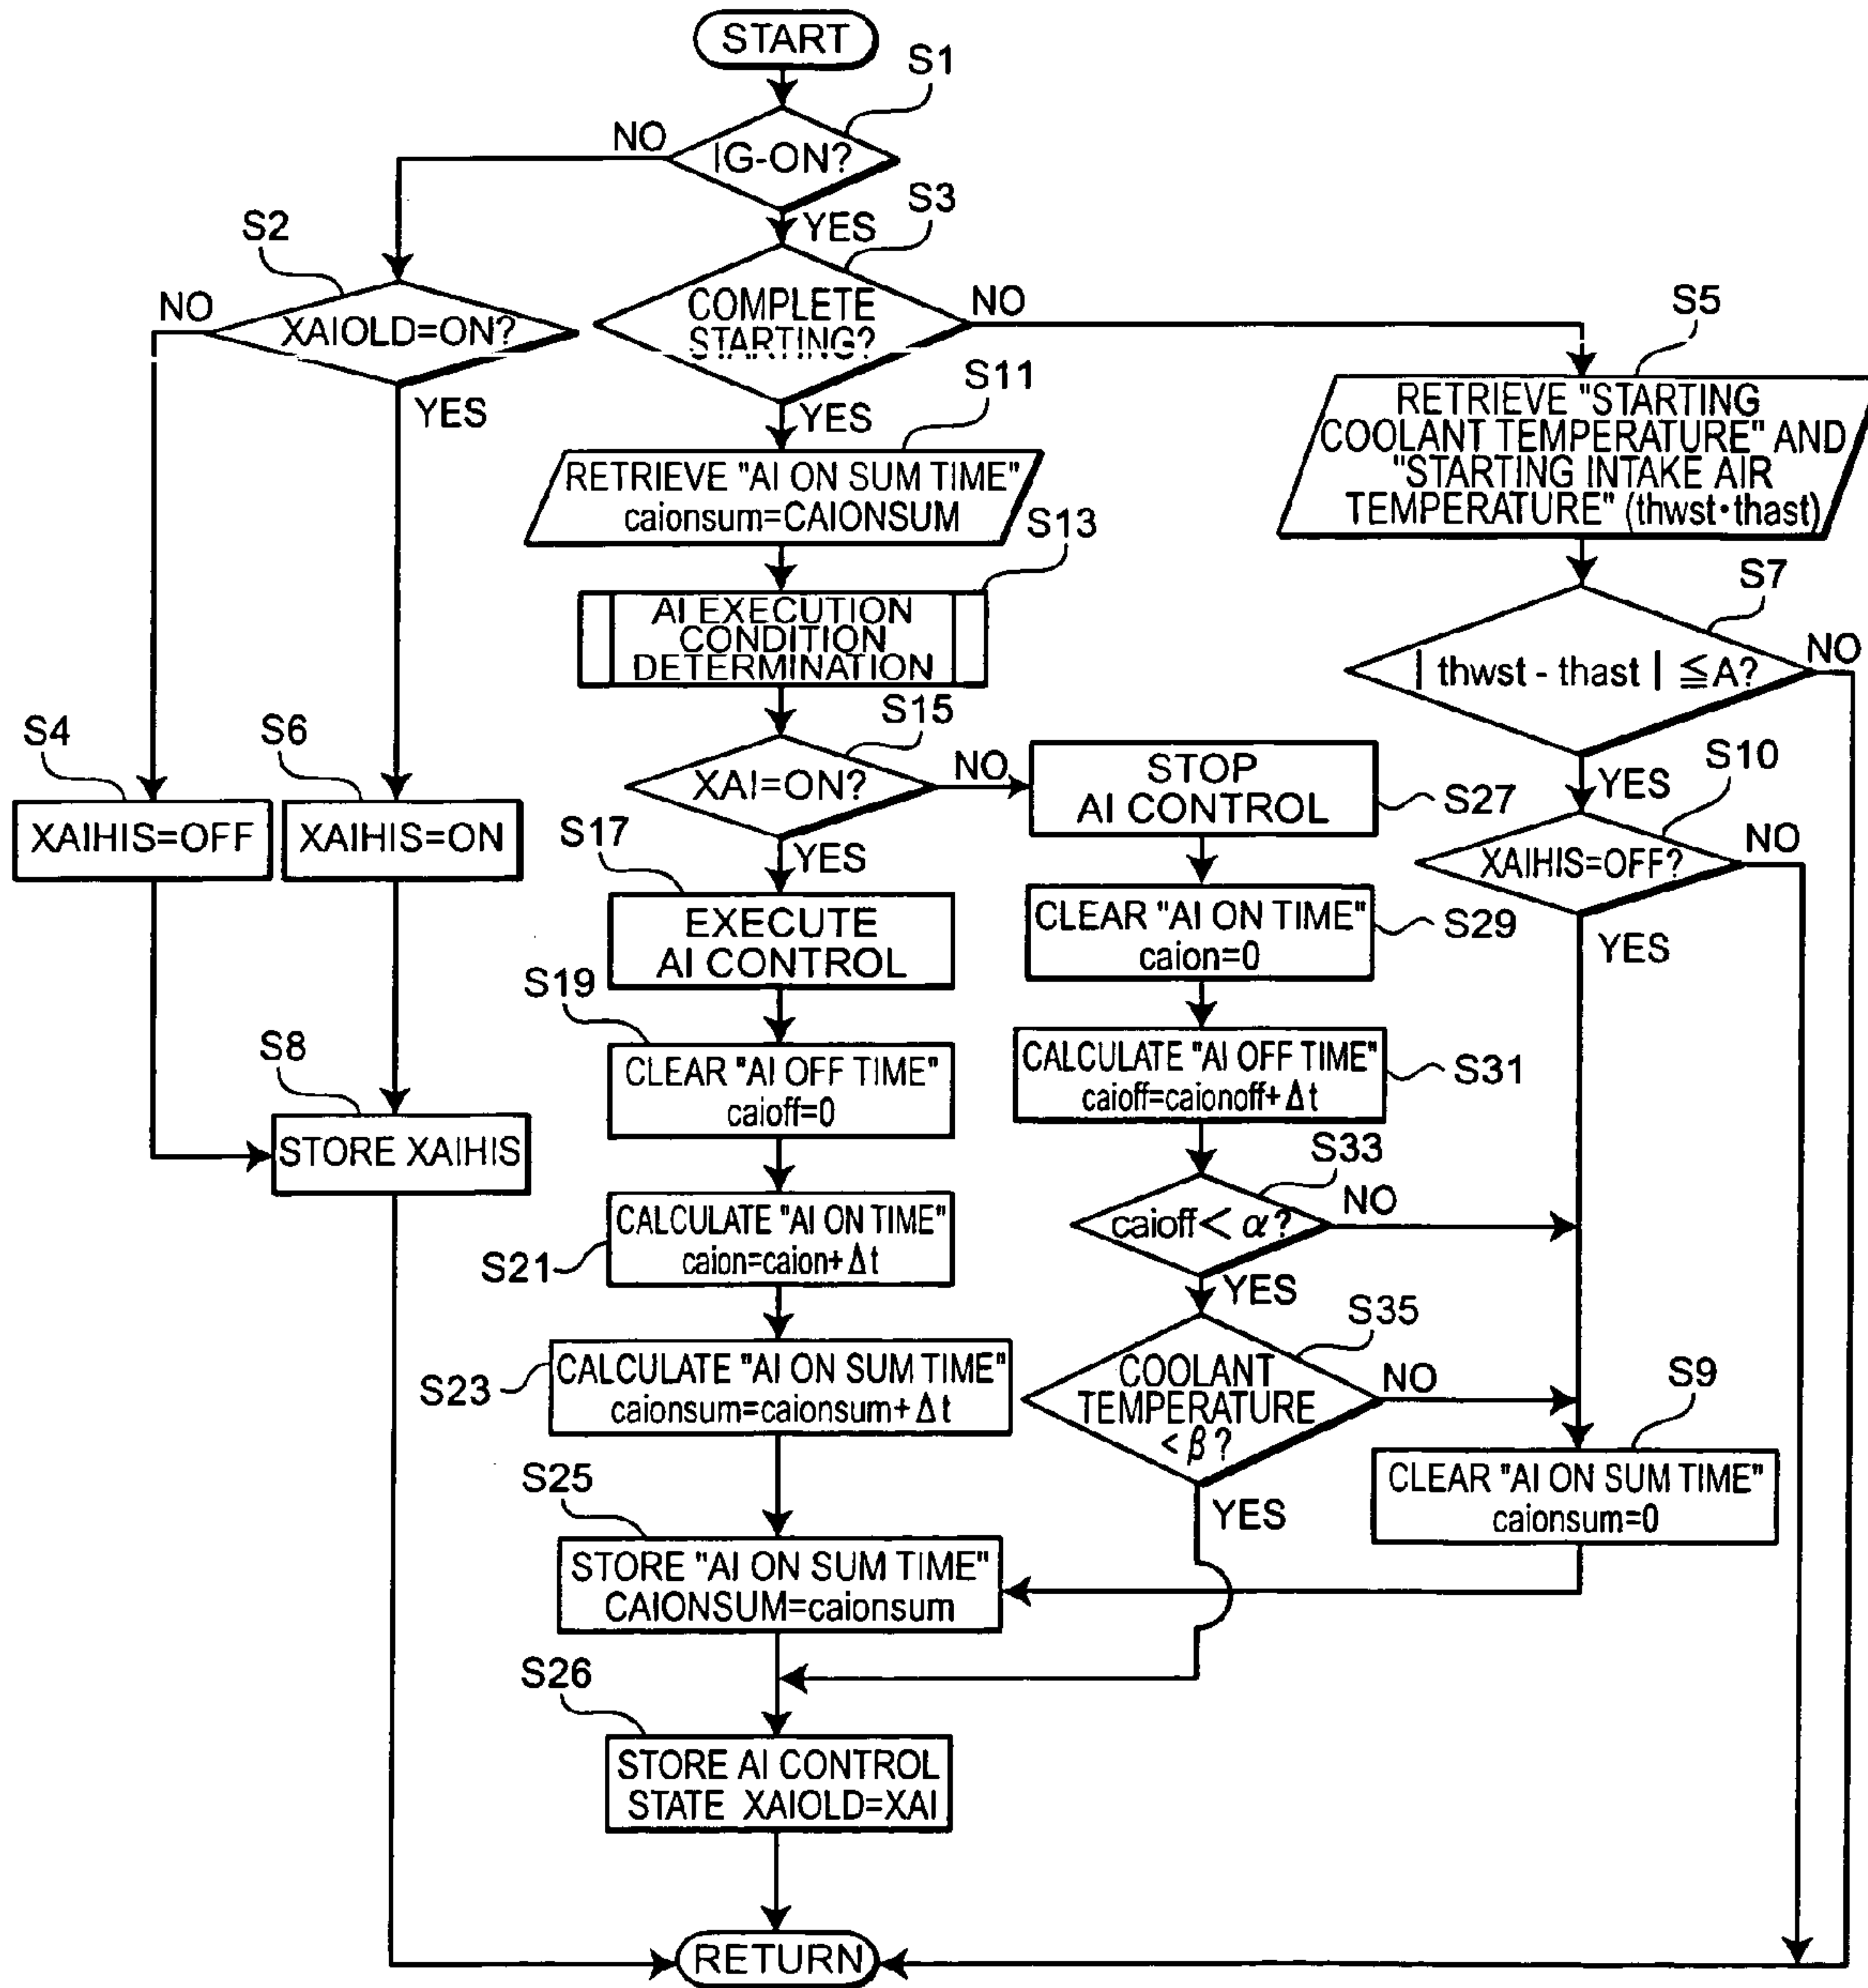 START
S1
NO
IG-ON?
S3
YES
S2
NO
XAIOLD=ON?
COMPLETE
STARTING?
NO
S5
YES
S11
YES
RETRIEVE "STARTING
COOLANT TEMPERATURE" AND
"STARTING INTAKE AIR
TEMPERATURE" (thwst·thast)
RETRIEVE "AI ON SUM TIME"
caionsum=CAIONSUM
S13
S7
AI EXECUTION
CONDITION
DETERMINATION
| thwst - thast | ≦A?
NO
S15
S4
S6
XAI=ON?
NO
STOP
AI CONTROL
S27
YES
S10
XAIHIS=OFF
XAIHIS=ON
S17
YES
XAIHIS=OFF?
NO
EXECUTE
AI CONTROL
CLEAR "AI ON TIME"
caion=0
S29
YES
S19
S8
CLEAR "AI OFF TIME"
caioff=0
CALCULATE "AI OFF TIME"
caioff=caionoff+Δt
S31
STORE XAIHIS
S33
CALCULATE "AI ON TIME"
caion=caion+Δt
S21
caioff< α?
NO
YES
S35
CALCULATE "AI ON SUM TIME"
caionsum=caionsum+Δt
S23
COOLANT
TEMPERATURE
< β?
NO
S9
YES
CLEAR "AI ON SUM TIME"
caionsum=0
S25
STORE "AI ON SUM TIME"
CAIONSUM=caionsum
S26
STORE AI CONTROL
STATE XAIOLD=XAI
RETURN